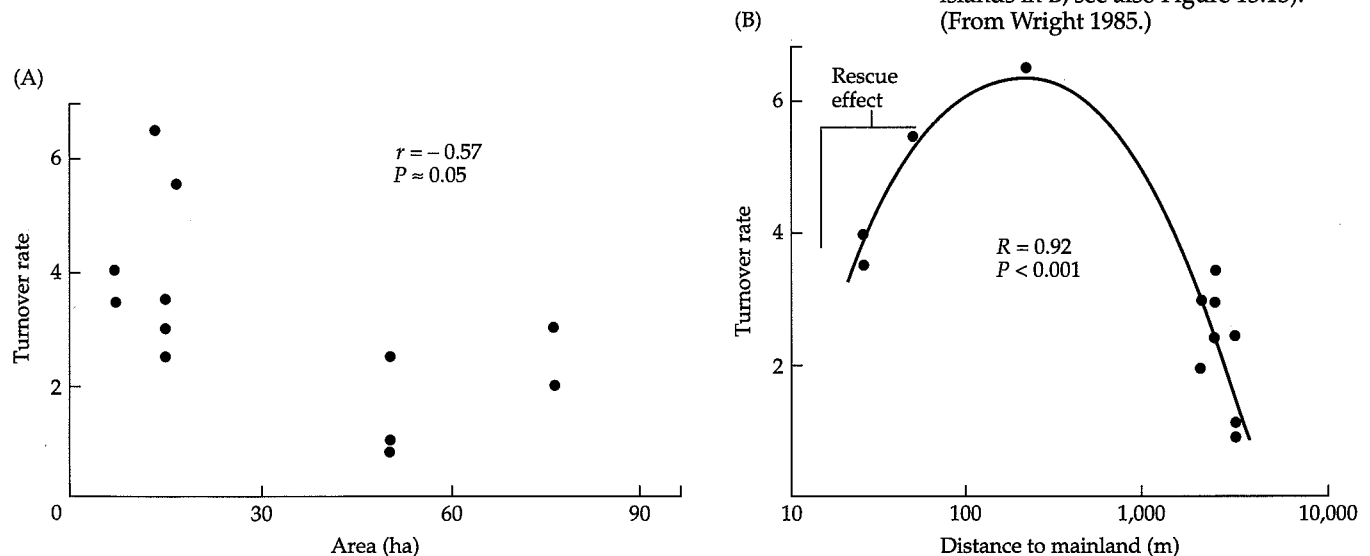 islands in B, see also Figure 13.15).
(From Wright 1985.)
(A)
6
4
2
0
30
60
90
Turnover rate
Area (ha)
r = – 0.57
P ≈ 0.05
(B)
Rescue
effect
6
4
2
10
100
1,000
10,000
Turnover rate
Distance to mainland (m)
R = 0.92
P < 0.001